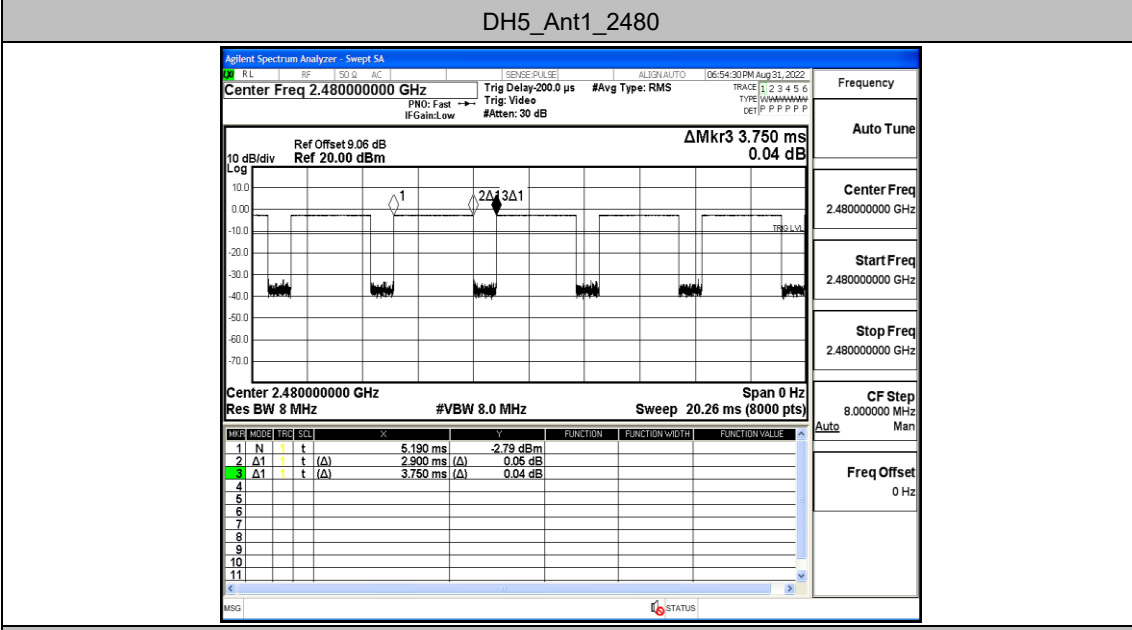 DH5_Ant1_2480
Agilent Spectrum Analyzer - Swept SA
RL RF 50 Ω AC SENSE:PULSE ALIGNAUTO 06:54:30 PM Aug 31, 2022
Center Freq 2.480000000 GHz
PNO: Fast
IFGain:Low
Trig Delay-200.0 µs
Trig: Video
#Atten: 30 dB
#Avg Type: RMS
TRACE 1 2 3 4 5 6
TYPE
DET P P P P P P
ΔMkr3 3.750 ms
0.04 dB
Ref Offset 9.06 dB
10 dB/div Ref 20.00 dBm
Log
10.0
0.00
-10.0
-20.0
-30.0
-40.0
-50.0
-60.0
-70.0
1
2Δ1
3Δ1
TRIG LVL
Center 2.480000000 GHz Span 0 Hz
Res BW 8 MHz #VBW 8.0 MHz Sweep 20.26 ms (8000 pts)
MKR MODE TRC SCL X Y FUNCTION FUNCTION WIDTH FUNCTION VALUE
1 N 1 t 5.190 ms -2.79 dBm
2 Δ1 1 t (Δ) 2.900 ms (Δ) 0.05 dB
3 Δ1 1 t (Δ) 3.750 ms (Δ) 0.04 dB
4
5
6
7
8
9
10
11
MSG STATUS
Frequency
Auto Tune
Center Freq
2.480000000 GHz
Start Freq
2.480000000 GHz
Stop Freq
2.480000000 GHz
CF Step
8.000000 MHz
Auto Man
Freq Offset
0 Hz